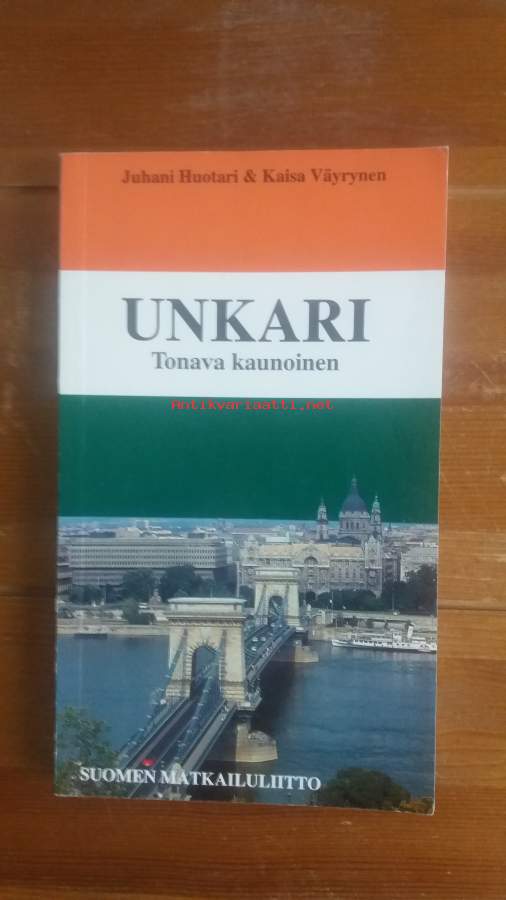 Juhani Huotari & Kaisa Väyrynen
UNKARI
Tonava kaunoinen
Antikvariaatti.net
SUOMEN MATKAILULIITTO